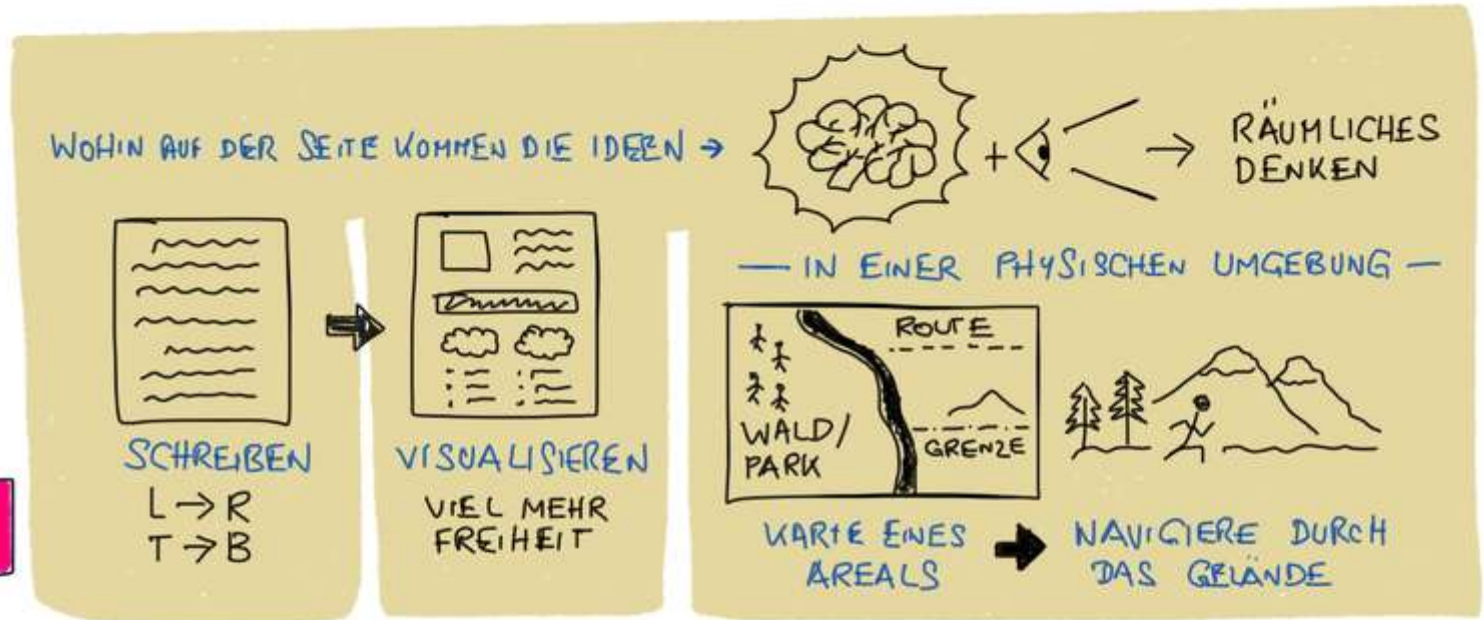 WOHIN AUF DER SEITE KOMMEN DIE IDEEN →
+ → RÄUMLICHES
DENKEN
SCHREIBEN
L → R
T → B
VISUALISIEREN
VIEL MEHR
FREIHEIT
— IN EINER PHYSISCHEN UMGEBUNG —
ROUTE
WALD/
PARK
GRENZE
KARTE EINES
AREALS
NAVIGIERE DURCH
DAS GELÄNDE